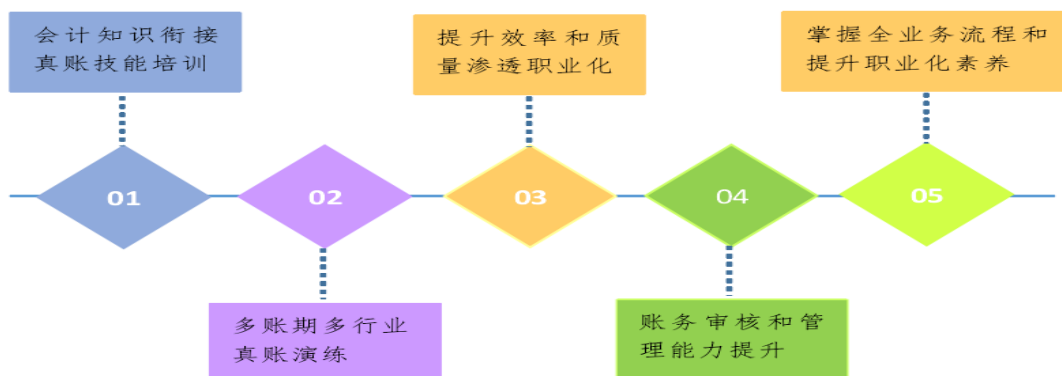 会计知识衔接
真账技能培训
提升效率和质
量渗透职业化
掌握全业务流程和
提升职业化素养
01
02
03
04
05
多账期多行业
真账演练
账务审核和管
理能力提升